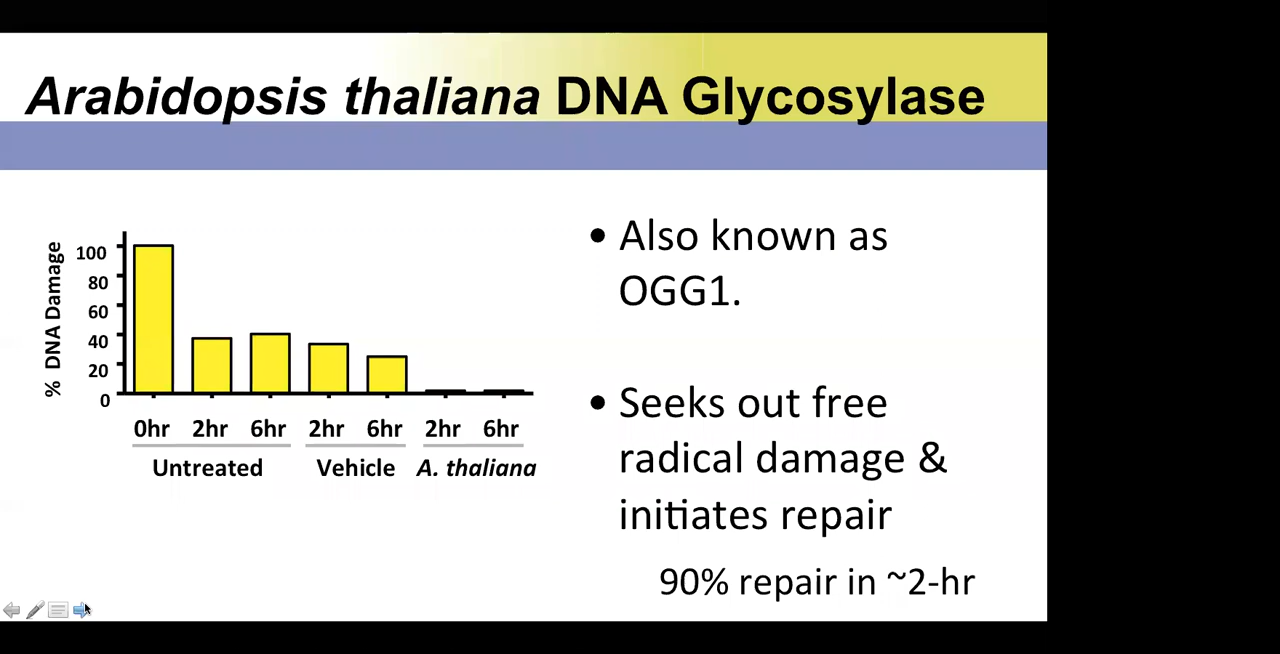 Arabidopsis thaliana DNA Glycosylase
% DNA Damage
100
80
60
40
20
0
0hr 2hr 6hr 2hr 6hr 2hr 6hr
Untreated Vehicle A. thaliana
• Also known as
OGG1.
• Seeks out free
radical damage &
initiates repair
90% repair in ~2-hr